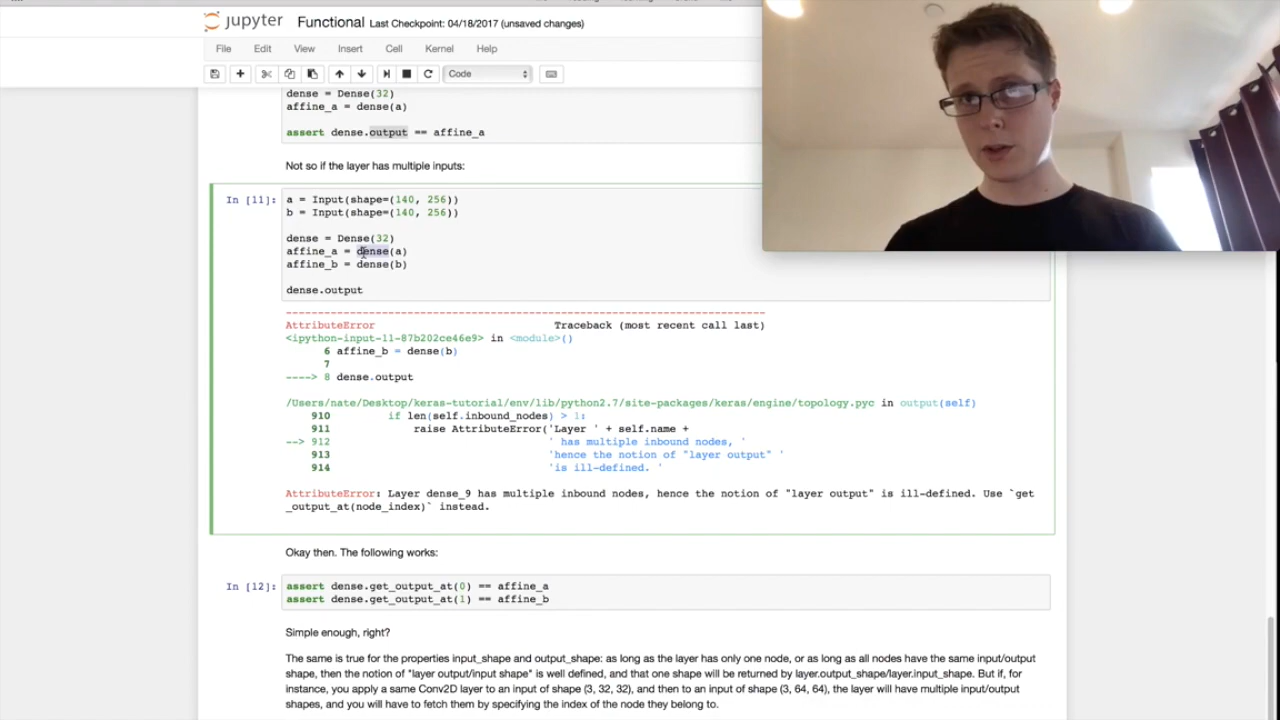 jupyter Functional Last Checkpoint: 04/18/2017 (unsaved changes)
File Edit View Insert Cell Kernel Help
Code
dense = Dense(32)
affine_a = dense(a)
assert dense.output == affine_a
Not so if the layer has multiple inputs:
In [11]: a = Input(shape=(140, 256))
b = Input(shape=(140, 256))
dense = Dense(32)
affine_a = dense(a)
affine_b = dense(b)
dense.output
---------------------------------------------------------------------------
AttributeError Traceback (most recent call last)
<ipython-input-11-87b202ce46e9> in <module>()
6 affine_b = dense(b)
7
----> 8 dense.output
/Users/nate/Desktop/keras-tutorial/env/lib/python2.7/site-packages/keras/engine/topology.pyc in output(self)
910 if len(self.inbound_nodes) > 1:
911 raise AttributeError('Layer ' + self.name +
--> 912 ' has multiple inbound nodes, '
913 'hence the notion of "layer output" '
914 'is ill-defined. '
AttributeError: Layer dense_9 has multiple inbound nodes, hence the notion of "layer output" is ill-defined. Use `get
_output_at(node_index)` instead.
Okay then. The following works:
In [12]: assert dense.get_output_at(0) == affine_a
assert dense.get_output_at(1) == affine_b
Simple enough, right?
The same is true for the properties input_shape and output_shape: as long as the layer has only one node, or as long as all nodes have the same input/output
shape, then the notion of "layer output/input shape" is well defined, and that one shape will be returned by layer.output_shape/layer.input_shape. But if, for
instance, you apply a same Conv2D layer to an input of shape (3, 32, 32), and then to an input of shape (3, 64, 64), the layer will have multiple input/output
shapes, and you will have to fetch them by specifying the index of the node they belong to.